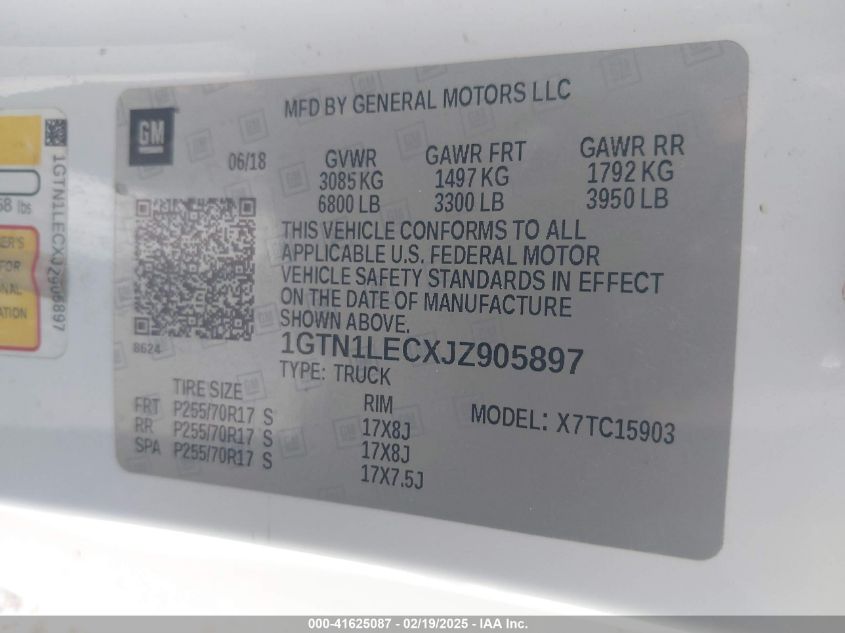 GM
MFD BY GENERAL MOTORS LLC
06/18
GVWR GAWR FRT GAWR RR
3085 KG 1497 KG 1792 KG
6800 LB 3300 LB 3950 LB
THIS VEHICLE CONFORMS TO ALL
APPLICABLE U.S. FEDERAL MOTOR
VEHICLE SAFETY STANDARDS IN EFFECT
ON THE DATE OF MANUFACTURE
SHOWN ABOVE.
8624
1GTN1LECXJZ905897
TYPE: TRUCK
TIRE SIZE RIM MODEL: X7TC15903
FRT P255/70R17 S 17X8J
RR P255/70R17 S 17X8J
SPA P255/70R17 S 17X7.5J
1GTN1LECXJZ905897
lbs
FOR
000-41625087 - 02/19/2025 - IAA Inc.